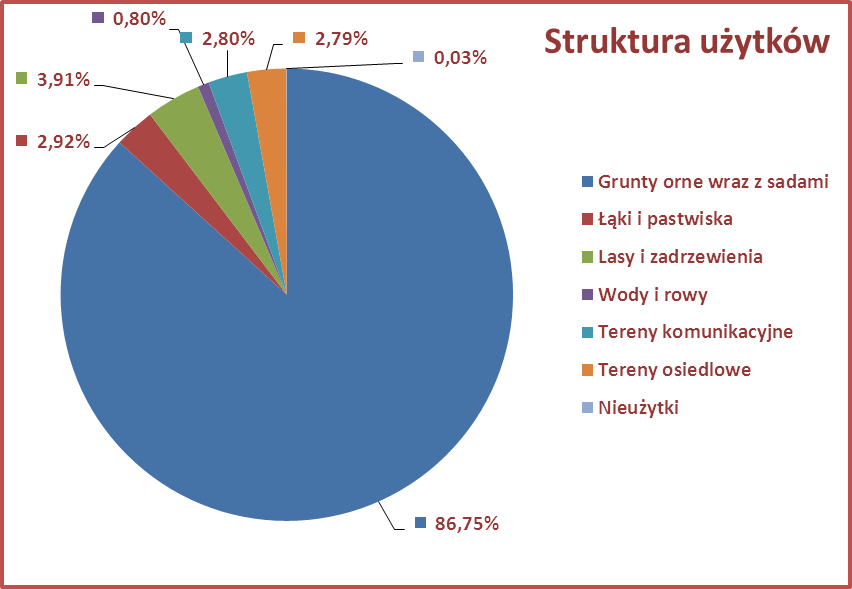 Struktura użytków
0,80%
2,80%
2,79%
0,03%
3,91%
2,92%
86,75%
Grunty orne wraz z sadami
Łąki i pastwiska
Lasy i zadrzewienia
Wody i rowy
Tereny komunikacyjne
Tereny osiedlowe
Nieużytki